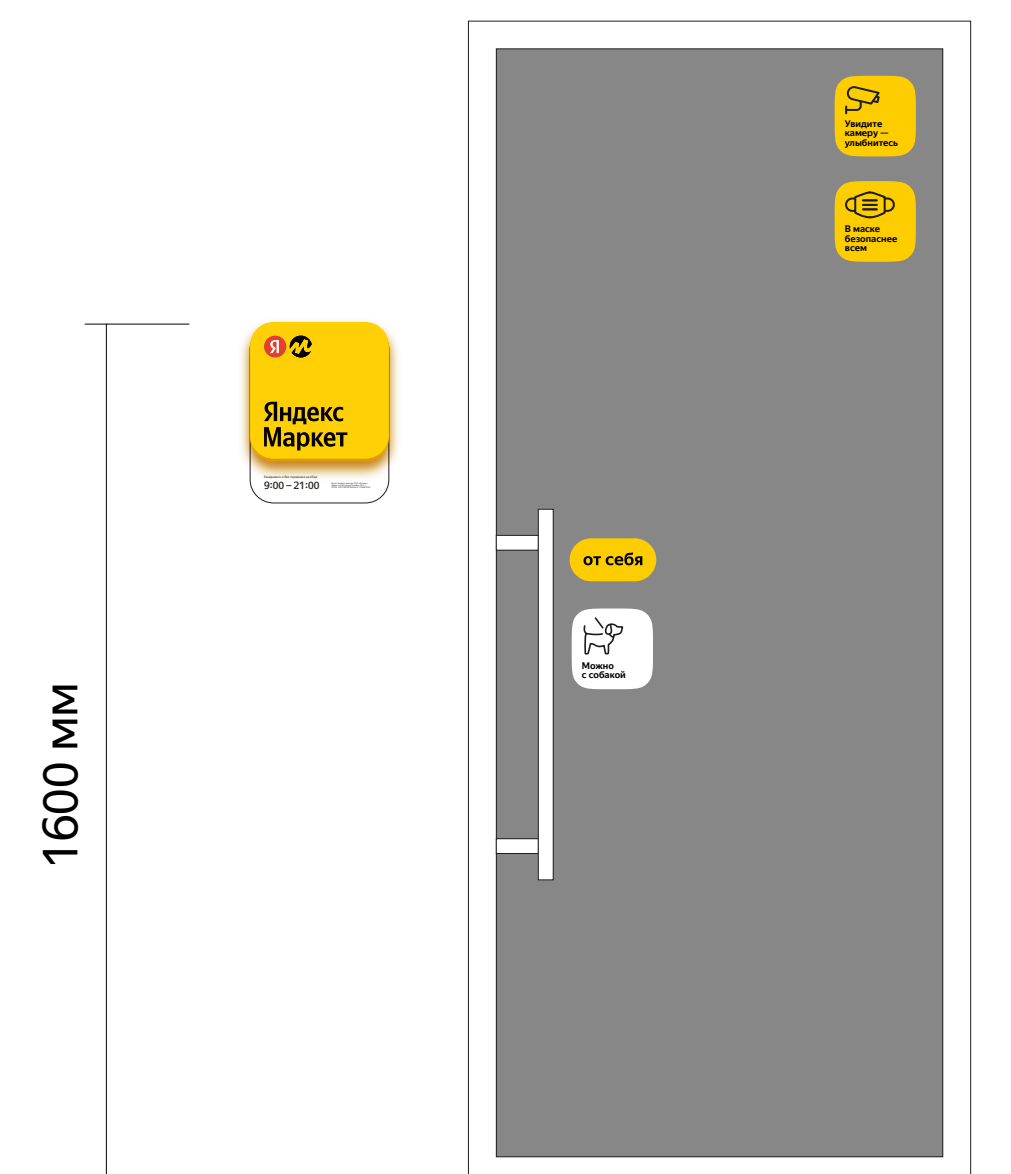 Увидите
камеру —
улыбнитесь
В маске
безопаснее
всем
Я
Яндекс
Маркет
9:00 – 21:00
от себя
Можно
с собакой
1600 мм